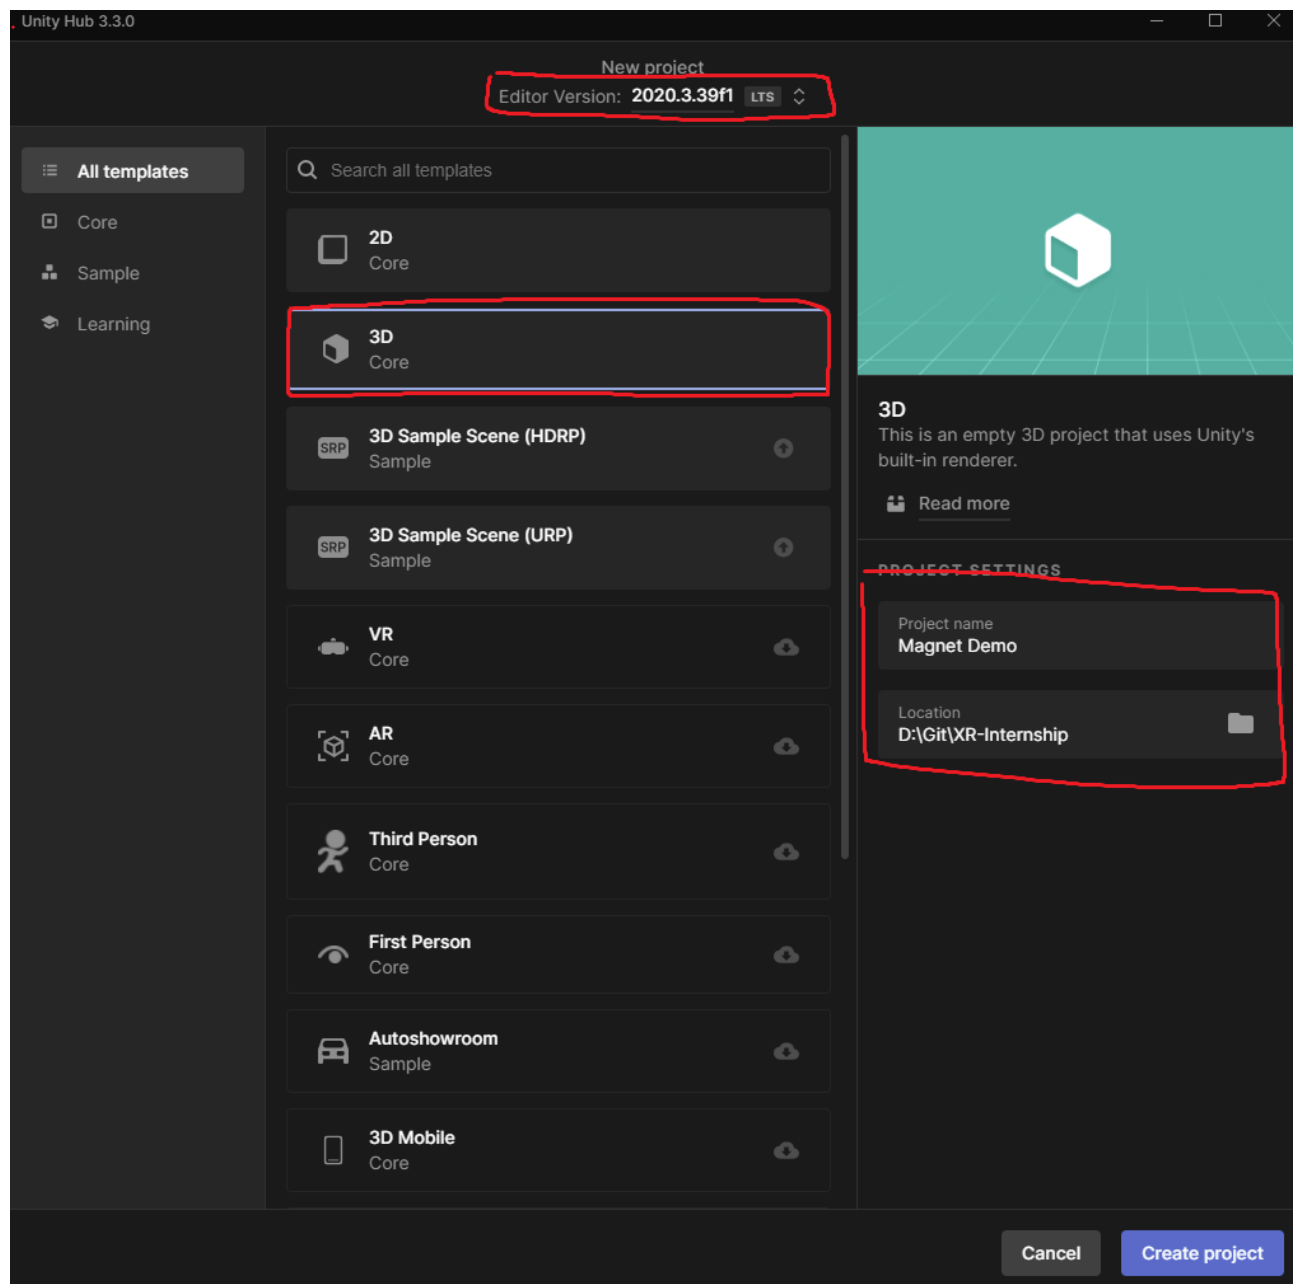 Unity Hub 3.3.0
New project
Editor Version: 2020.3.39f1 LTS
All templates
Core
Sample
Learning
Search all templates
2D
Core
3D
Core
SRP
3D Sample Scene (HDRP)
Sample
SRP
3D Sample Scene (URP)
Sample
VR
Core
AR
Core
Third Person
Core
First Person
Core
Autoshowroom
Sample
3D Mobile
Core
3D
This is an empty 3D project that uses Unity's
built-in renderer.
Read more
PROJECT SETTINGS
Project name
Magnet Demo
Location
D:\Git\XR-Internship
Cancel
Create project